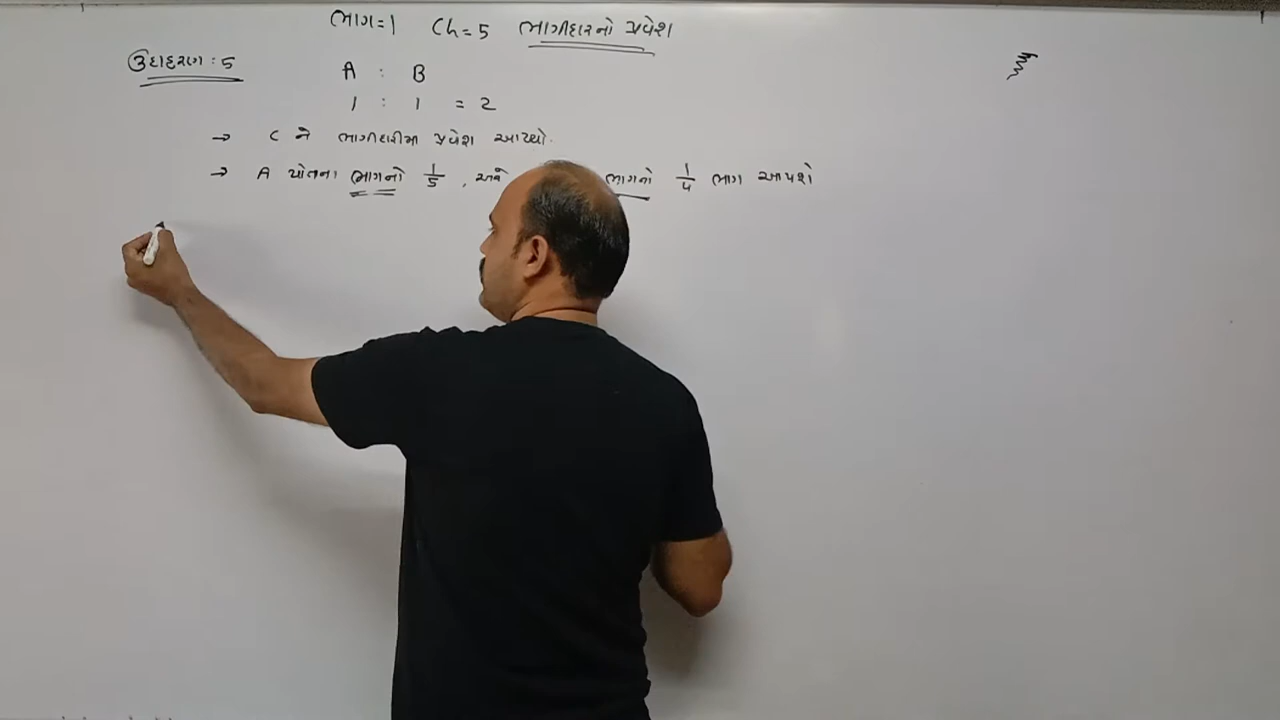 ભાગ=1 Ch=5 ભાગીદારનો પ્રવેશ
ઉદાહરણ : 5
A : B
1 : 1 = 2
→ C ને ભાગીદારીમા પ્રવેશ આપ્યો.
→ A પોતના ભાગનો 1/5 , અને ભાગનો 1/4 ભાગ આપશે